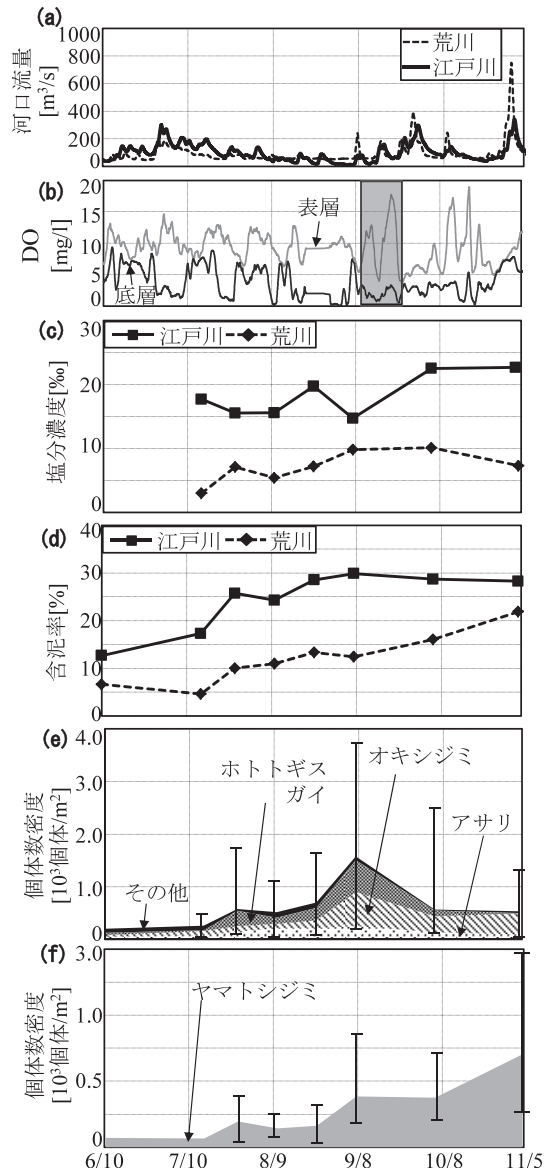 (a)
1000
800
600
400
200
0
河口流量
[m³/s]
荒川
江戸川
(b)
20
15
10
5
0
DO
[mg/l]
表層
底層
(c)
30
20
10
0
塩分濃度[‰]
江戸川
荒川
(d)
40
30
20
10
0
含泥率[%]
江戸川
荒川
(e)
4.0
3.0
2.0
1.0
0
個体数密度
[10³個体/m²]
ホトトギス
ガイ
オキシジミ
アサリ
その他
(f)
3.0
1.0
0.5
0
個体数密度
[10³個体/m²]
ヤマトシジミ
6/10 7/10 8/9 9/8 10/8 11/5